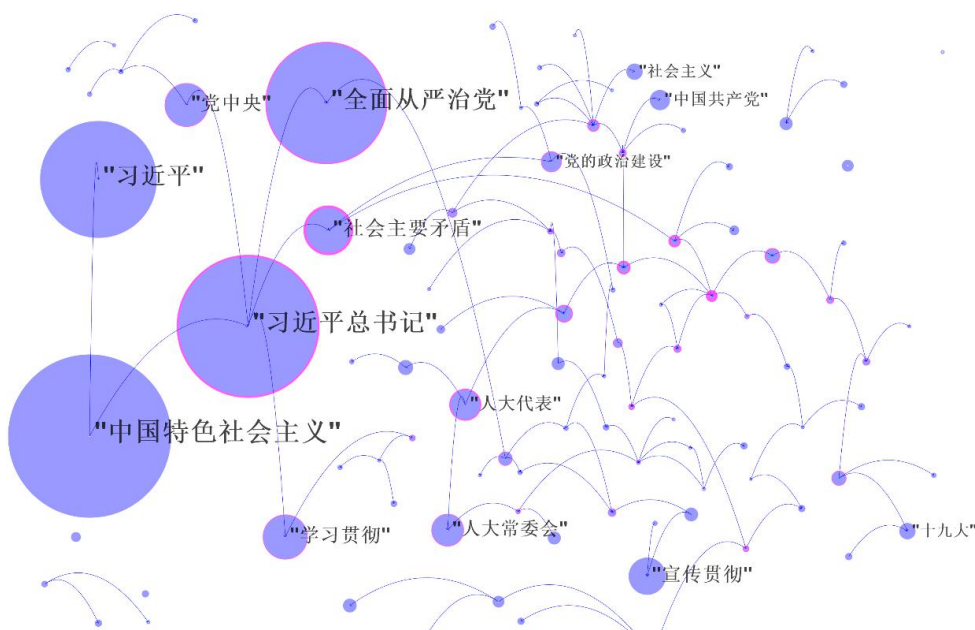 "社会主义"
"党中央"
"全面从严治党"
"中国共产党"
"党的政治建设"
"习近平"
"社会主要矛盾"
"习近平总书记"
"人大代表"
"中国特色社会主义"
"学习贯彻"
"人大常委会"
"十九大"
"宣传贯彻"